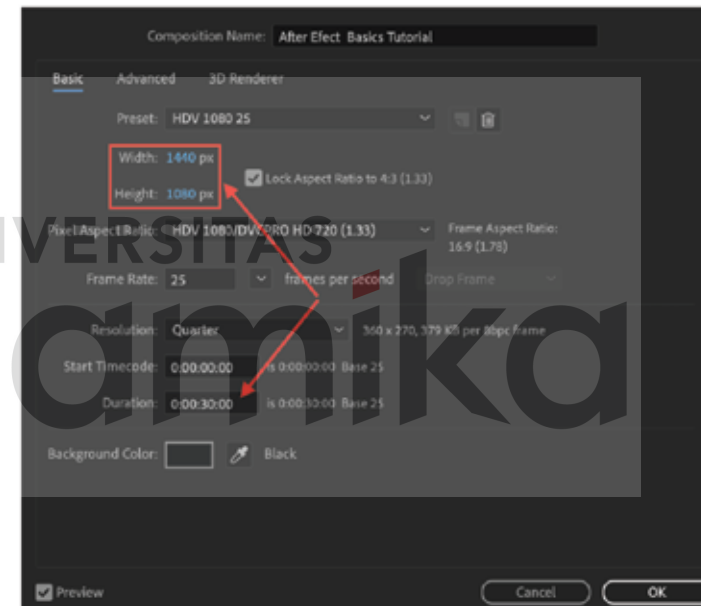 Composition Name: After Efect Basics Tutorial
Basic Advanced 3D Renderer
Preset: HDV 1080 25
Width: 1440 px
Lock Aspect Ratio to 4:3 (1.33)
Height: 1080 px
VERSITAS
Pixel Aspect Ratio: HDV 1080/DVCPRO HD 720 (1.33) Frame Aspect Ratio:
16:9 (1.78)
Frame Rate: 25 frames per second Drop Frame
amika
Resolution: Quarter 360 x 270, 379 KB per 8bpc frame
Start Timecode: 0:00:00:00 is 0:00:00:00 Base 25
Duration: 0:00:30:00 is 0:00:30:00 Base 25
Background Color: Black
Preview Cancel OK